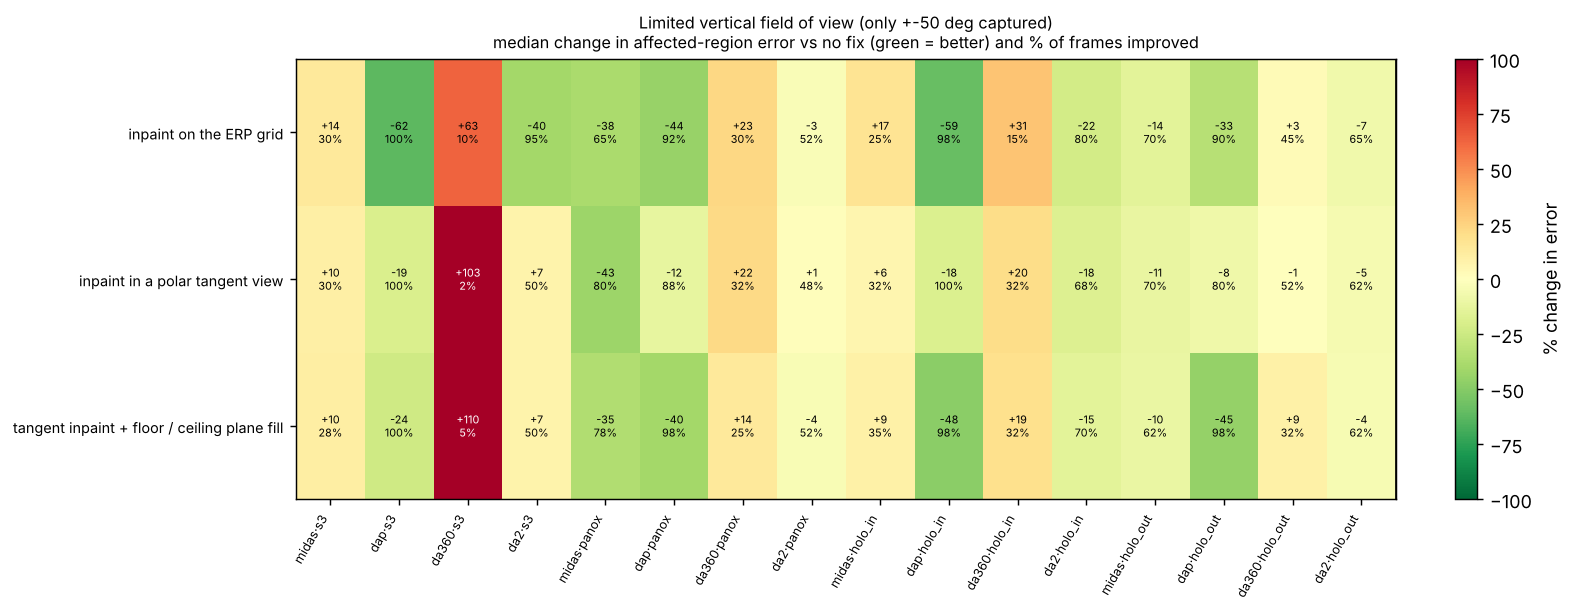 Limited vertical field of view (only +-50 deg captured)
median change in affected-region error vs no fix (green = better) and % of frames improved
inpaint on the ERP grid
+14 -62 +63 -40 -38 -44 +23 -3 +17 -59 +31 -22 -14 -33 +3 -7
30% 100% 10% 95% 65% 92% 30% 52% 25% 98% 15% 80% 70% 90% 45% 65%
inpaint in a polar tangent view
+10 -19 +103 +7 -43 -12 +22 +1 +6 -18 +20 -18 -11 -8 -1 -5
30% 100% 2% 50% 80% 88% 32% 48% 32% 100% 32% 68% 70% 80% 52% 62%
tangent inpaint + floor / ceiling plane fill
+10 -24 +110 +7 -35 -40 +14 -4 +9 -48 +19 -15 -10 -45 +9 -4
28% 100% 5% 50% 78% 98% 25% 52% 35% 98% 32% 70% 62% 98% 32% 62%
midas·s3
dap·s3
da360·s3
da2·s3
midas·panox
dap·panox
da360·panox
da2·panox
midas·holo_in
dap·holo_in
da360·holo_in
da2·holo_in
midas·holo_out
dap·holo_out
da360·holo_out
da2·holo_out
100
75
50
25
0
−25
−50
−75
−100
% change in error